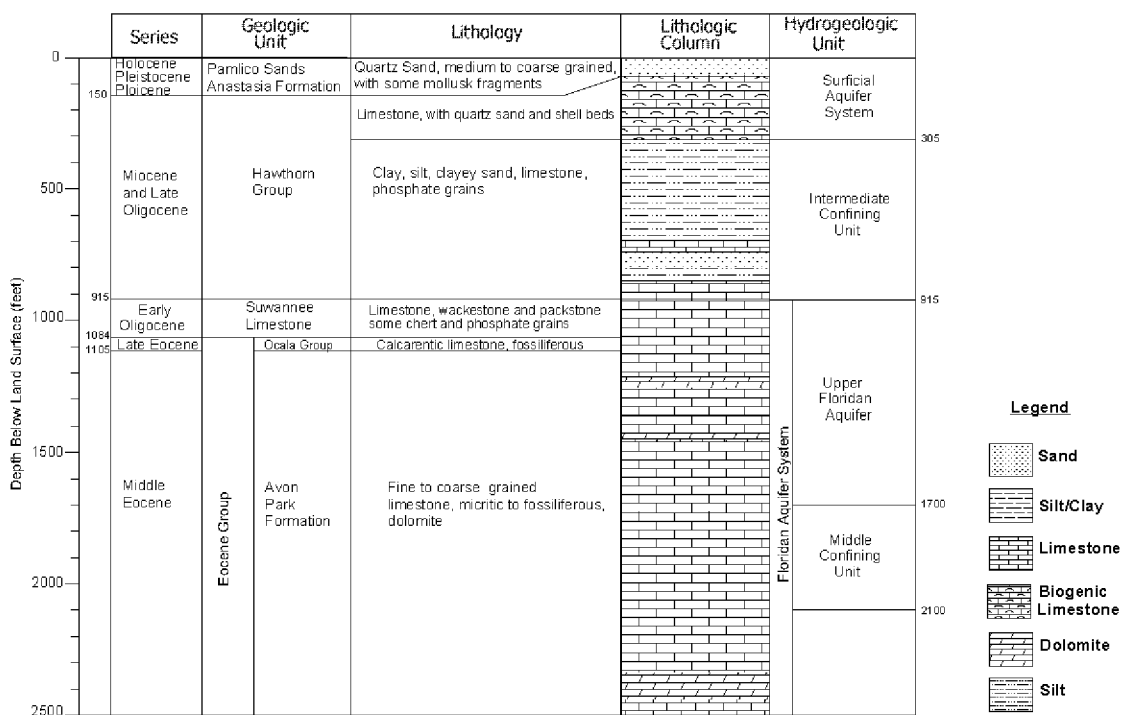 Series
Geologic
Unit
Lithology
Lithologic
Column
Hydrogeologic
Unit
Depth Below Land Surface (feet)
0
500
1000
1500
2000
2500
150
915
1084
1105
Holocene
Pleistocene
Ploicene
Pamlico Sands
Anastasia Formation
Quartz Sand, medium to coarse grained,
with some mollusk fragments
Limestone, with quartz sand and shell beds
Surficial
Aquifer
System
305
Miocene
and Late
Oligocene
Hawthorn
Group
Clay, silt, clayey sand, limestone,
phosphate grains
Intermediate
Confining
Unit
915
Early
Oligocene
Suwannee
Limestone
Limestone, wackestone and packstone
some chert and phosphate grains
Late Eocene
Ocala Group
Calcarentic limestone, fossiliferous
Middle
Eocene
Eocene Group
Avon
Park
Formation
Fine to coarse grained
limestone, micritic to fossiliferous,
dolomite
Floridan Aquifer System
Upper
Floridan
Aquifer
1700
Middle
Confining
Unit
2100
Legend
Sand
Silt/Clay
Limestone
Biogenic
Limestone
Dolomite
Silt